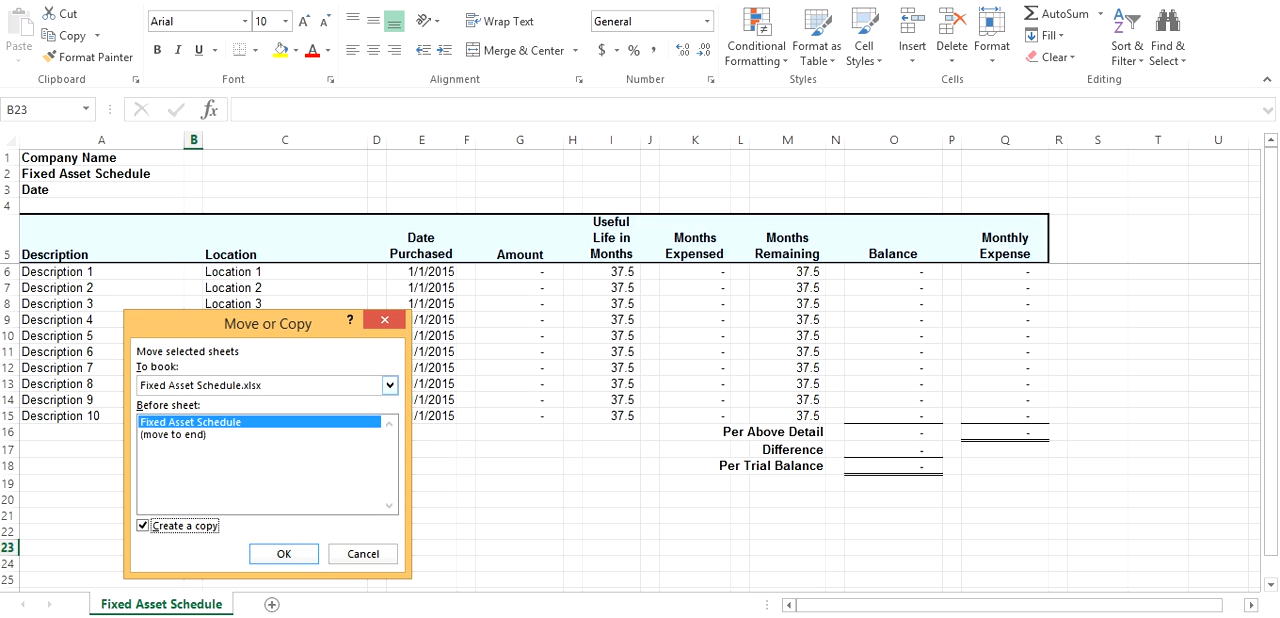 Cut
Copy
Format Painter
Paste
Clipboard
Arial
10
A A
B I U
A
Font
Wrap Text
Merge & Center
Alignment
General
$ % ,
Number
Conditional Formatting
Format as Table
Cell Styles
Styles
Insert
Delete
Format
Cells
AutoSum
Fill
Clear
Sort & Filter
Find & Select
Editing
B23
fx
A B C D E F G H I J K L M N O P Q R S T U
1 Company Name
2 Fixed Asset Schedule
3 Date
4
5 Description Location Date Purchased Amount Useful Life in Months Months Expensed Months Remaining Balance Monthly Expense
6 Description 1 Location 1 1/1/2015 - 37.5 - 37.5 - -
7 Description 2 Location 2 1/1/2015 - 37.5 - 37.5 - -
8 Description 3 Location 3 1/1/2015 - 37.5 - 37.5 - -
9 Description 4 /1/2015 - 37.5 - 37.5 - -
10 Description 5 /1/2015 - 37.5 - 37.5 - -
11 Description 6 /1/2015 - 37.5 - 37.5 - -
12 Description 7 /1/2015 - 37.5 - 37.5 - -
13 Description 8 /1/2015 - 37.5 - 37.5 - -
14 Description 9 /1/2015 - 37.5 - 37.5 - -
15 Description 10 /1/2015 - 37.5 - 37.5 - -
16 Per Above Detail - -
17 Difference -
18 Per Trial Balance -
19
20
21
22
23
24
25
Move or Copy ?
Move selected sheets
To book:
Fixed Asset Schedule.xlsx
Before sheet:
Fixed Asset Schedule
(move to end)
Create a copy
OK Cancel
Fixed Asset Schedule